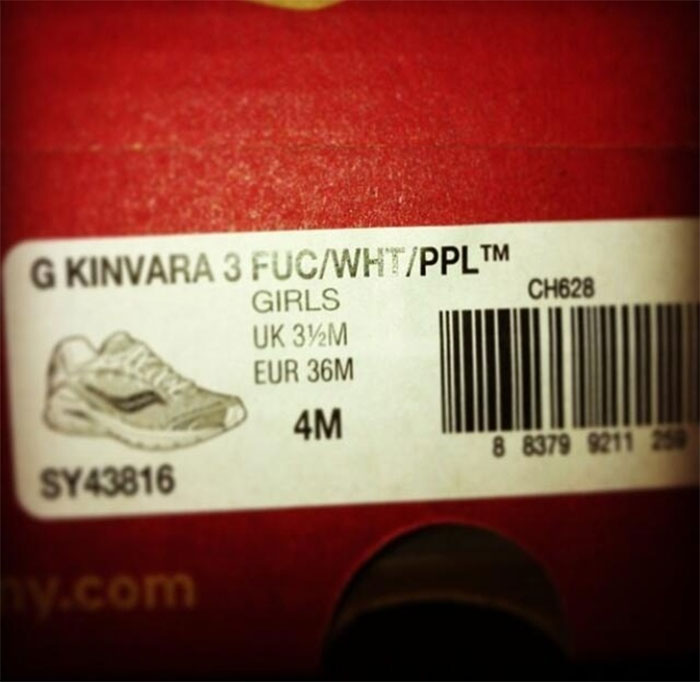 G KINVARA 3 FUC/WHT/PPL™
GIRLS
CH628
UK 3½M
EUR 36M
4M
8 8379 9211 259
SY43816
ny.com